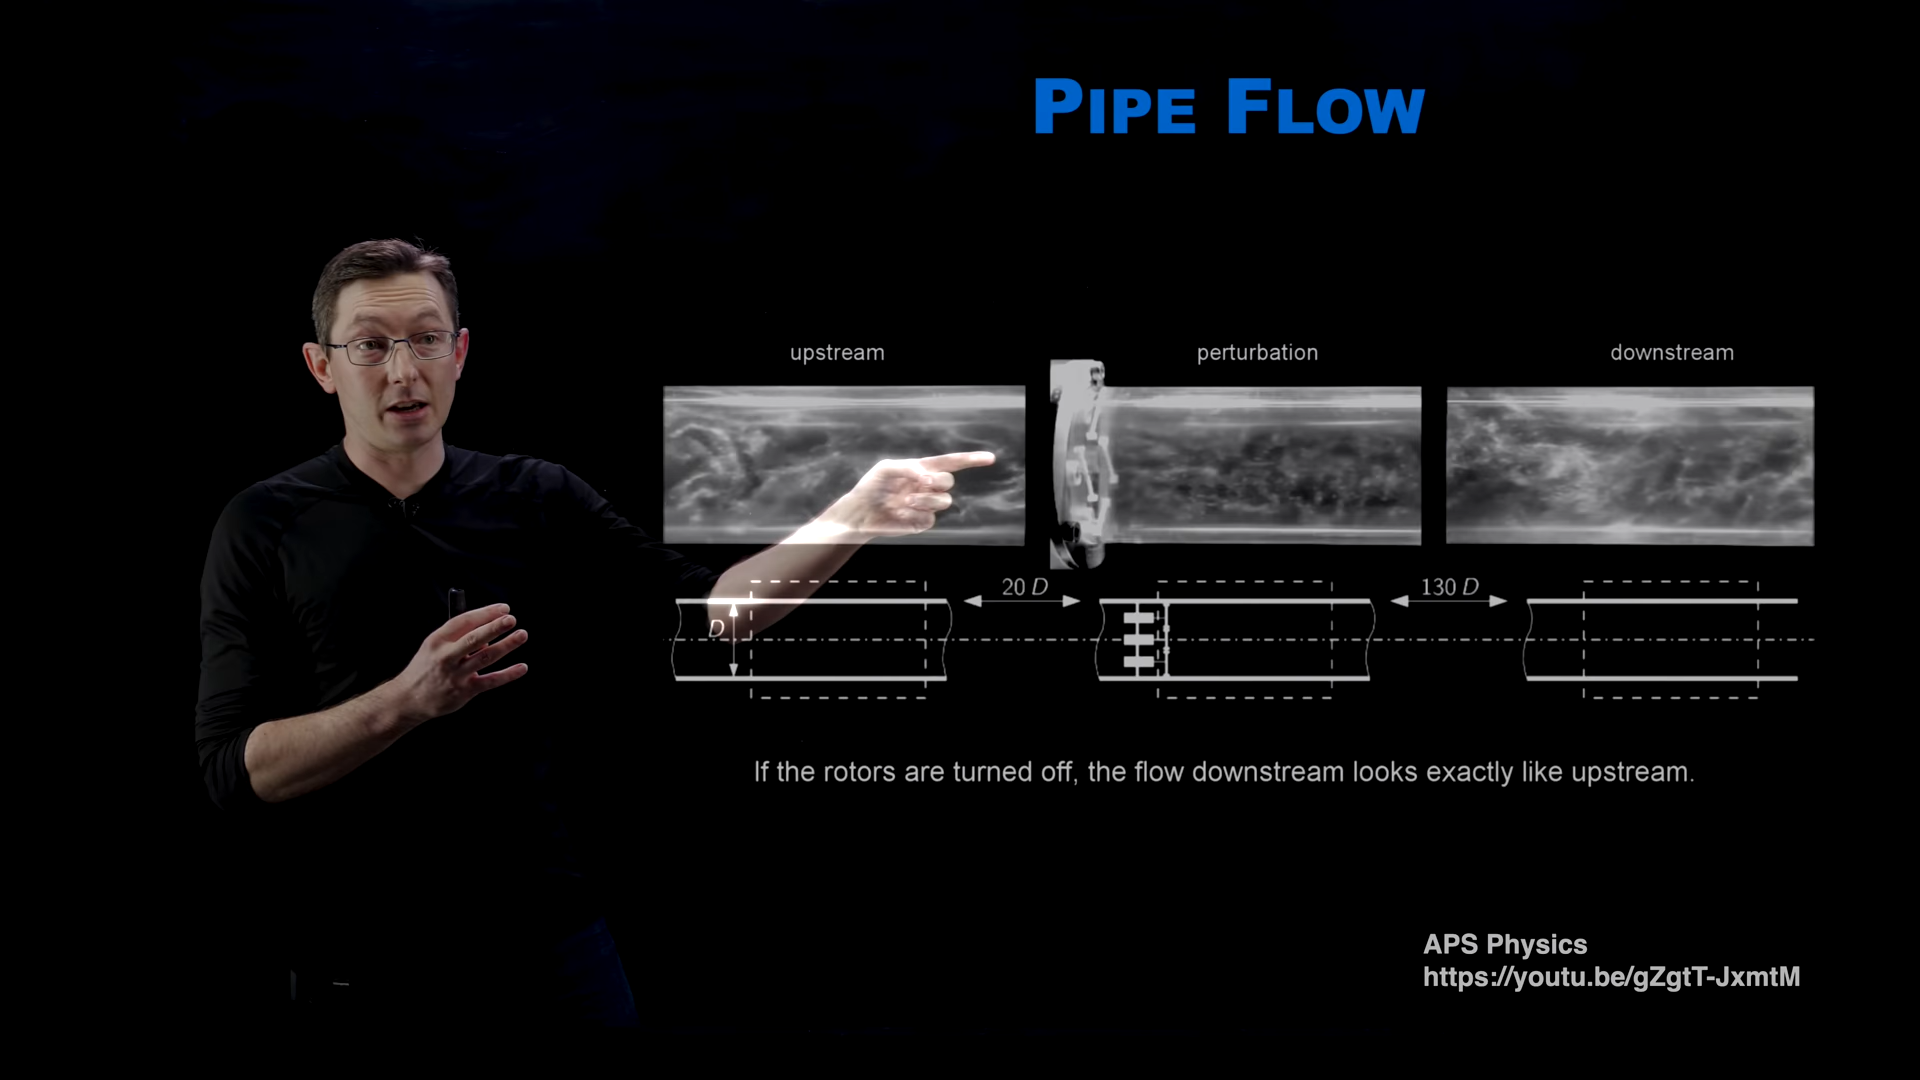 PIPE FLOW
upstream
perturbation
downstream
20 D
130 D
D
If the rotors are turned off, the flow downstream looks exactly like upstream.
APS Physics
https://youtu.be/gZgtT-JxmtM